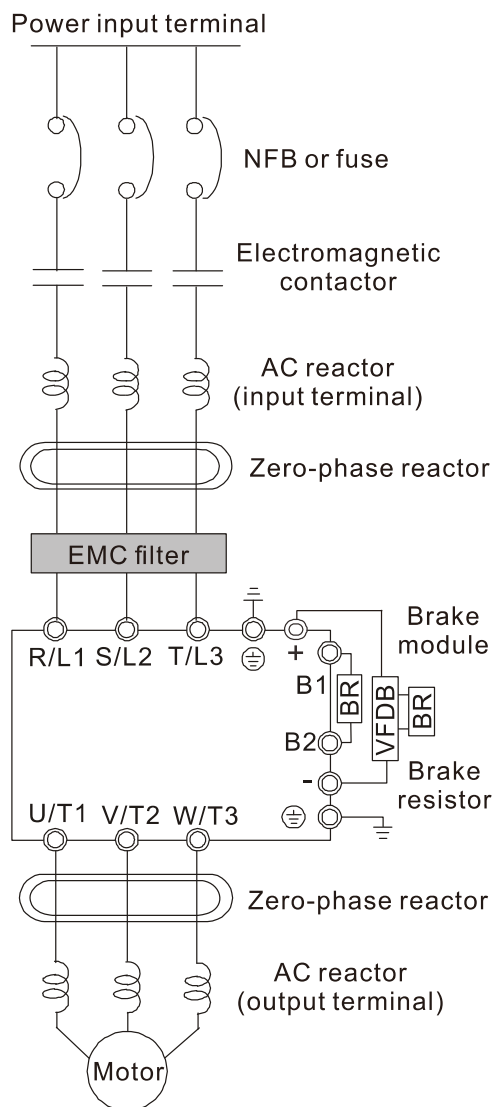 Power input terminal
NFB or fuse
Electromagnetic
contactor
AC reactor
(input terminal)
Zero-phase reactor
EMC filter
R/L1 S/L2 T/L3
+
Brake
module
B1
BR
VFDB
BR
B2
-
Brake
resistor
U/T1 V/T2 W/T3
Zero-phase reactor
AC reactor
(output terminal)
Motor